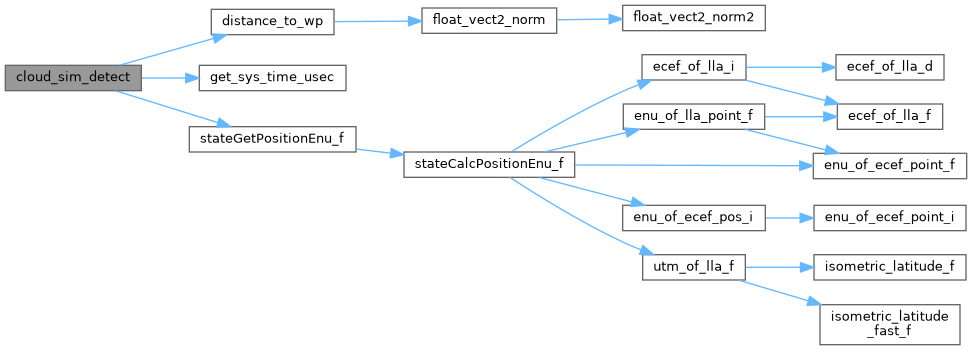 cloud_sim_detect
distance_to_wp
float_vect2_norm
float_vect2_norm2
get_sys_time_usec
stateGetPositionEnu_f
stateCalcPositionEnu_f
ecef_of_lla_i
ecef_of_lla_d
ecef_of_lla_f
enu_of_lla_point_f
enu_of_ecef_point_f
enu_of_ecef_pos_i
enu_of_ecef_point_i
utm_of_lla_f
isometric_latitude_f
isometric_latitude
_fast_f